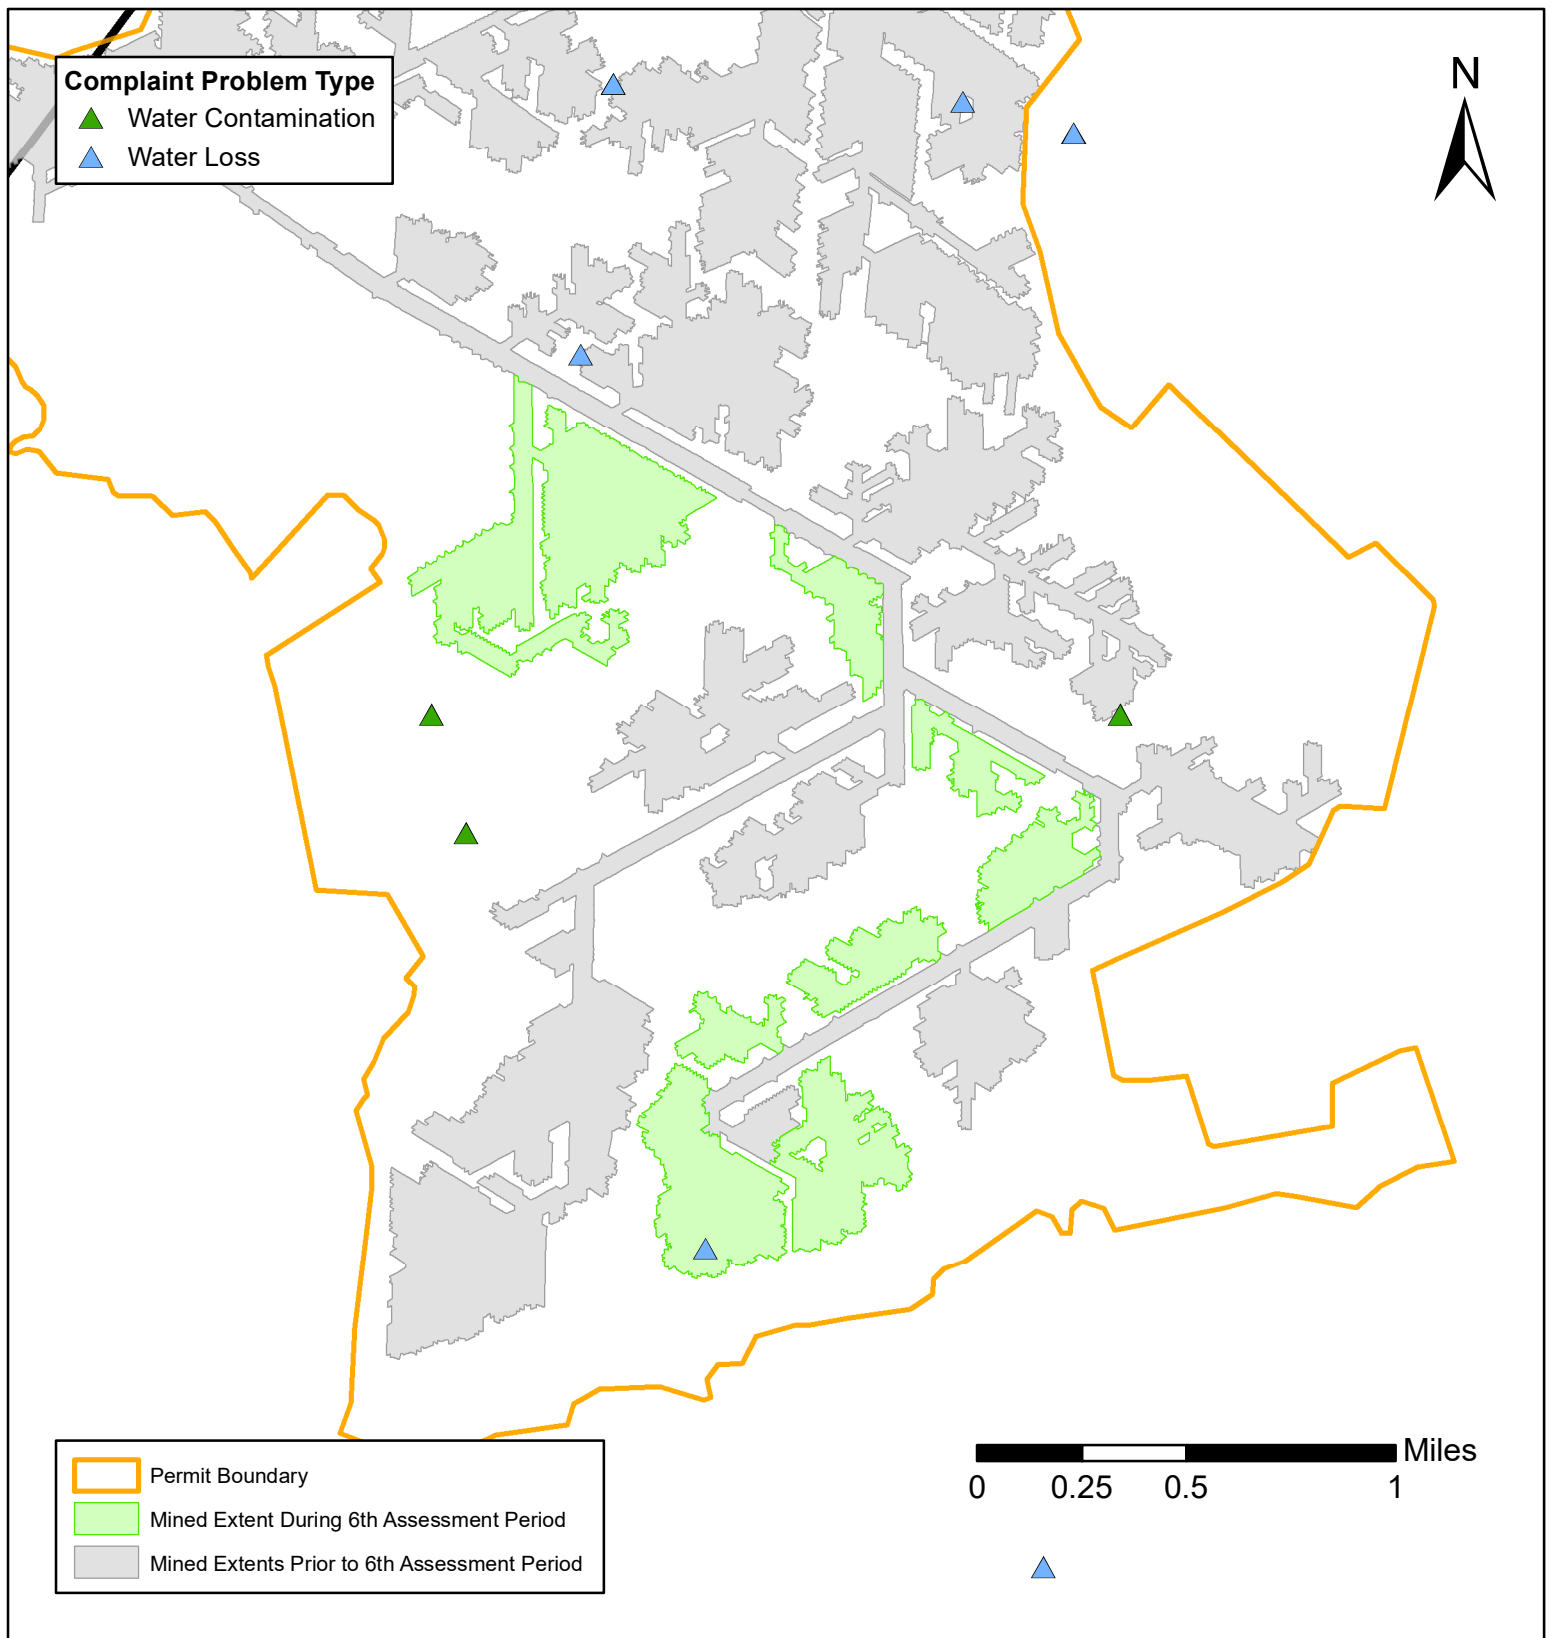 Complaint Problem Type
Water Contamination
Water Loss
N
Permit Boundary
Mined Extent During 6th Assessment Period
Mined Extents Prior to 6th Assessment Period
Miles
0 0.25 0.5 1